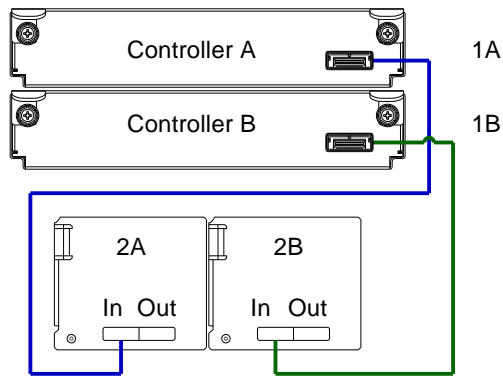 Controller A 1A
Controller B 1B
2A 2B
In Out In Out